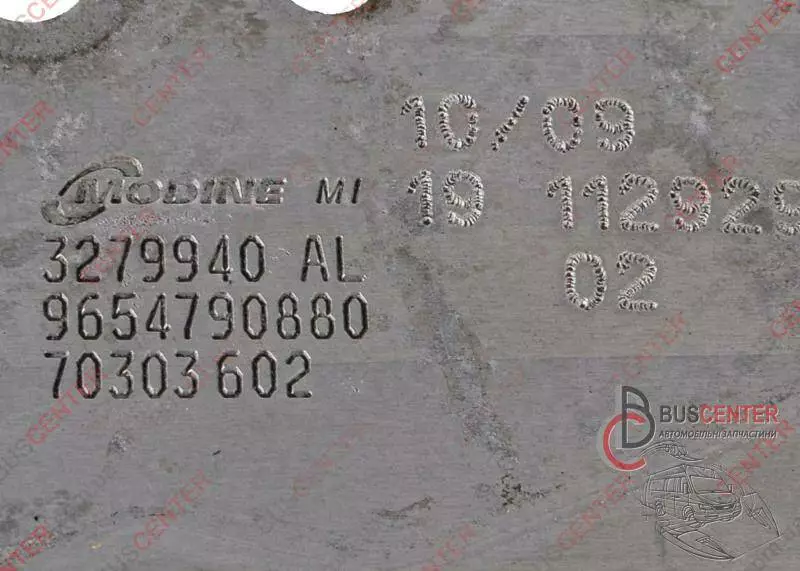 10/09
MODINE MI
19 112929
02
3279940 AL
9654790880
70303602
BUSCENTER
АВТОМОБІЛЬНІ ЗАПЧАСТИНИ